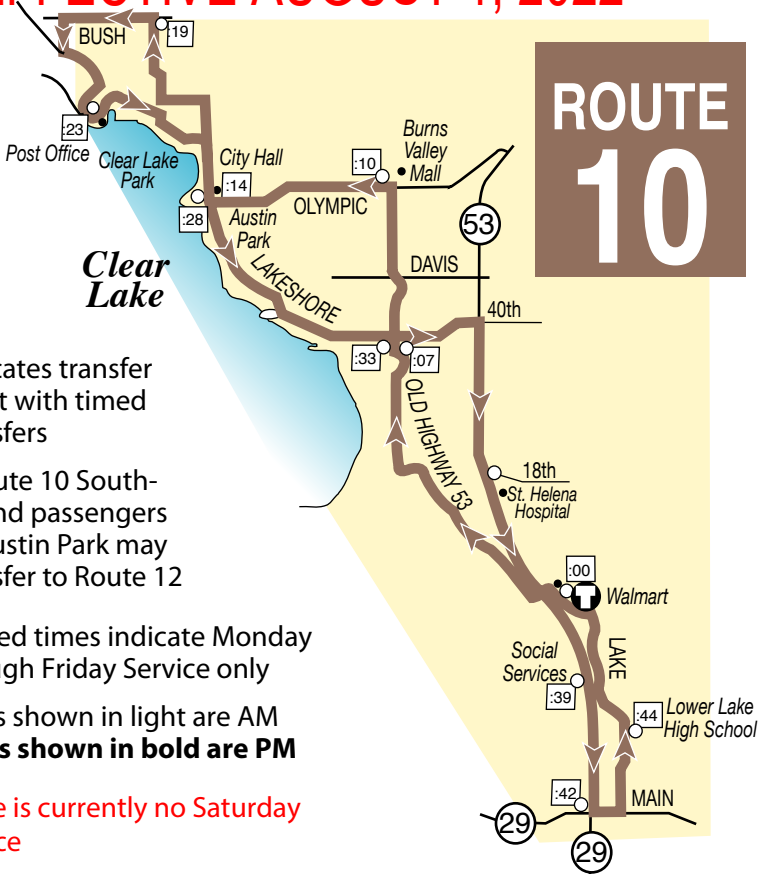 AUGUST 4, 2022
BUSH
:19
ROUTE
10
:23
Post Office
Clear Lake
Park
City Hall
:14
:10
Burns
Valley
Mall
OLYMPIC
53
:28
Austin
Park
DAVIS
LAKESHORE
Clear
Lake
40th
:33
:07
OLD HIGHWAY 53
transfer
with timed
18th
St. Helena
Hospital
ute 10 South-
nd passengers
ustin Park may
sfer to Route 12
:00
T
Walmart
ed times indicate Monday
ugh Friday Service only
Social
Services
LAKE
:39
s shown in light are AM
s shown in bold are PM
:44
Lower Lake
High School
:42
MAIN
29
29
e is currently no Saturday
ce